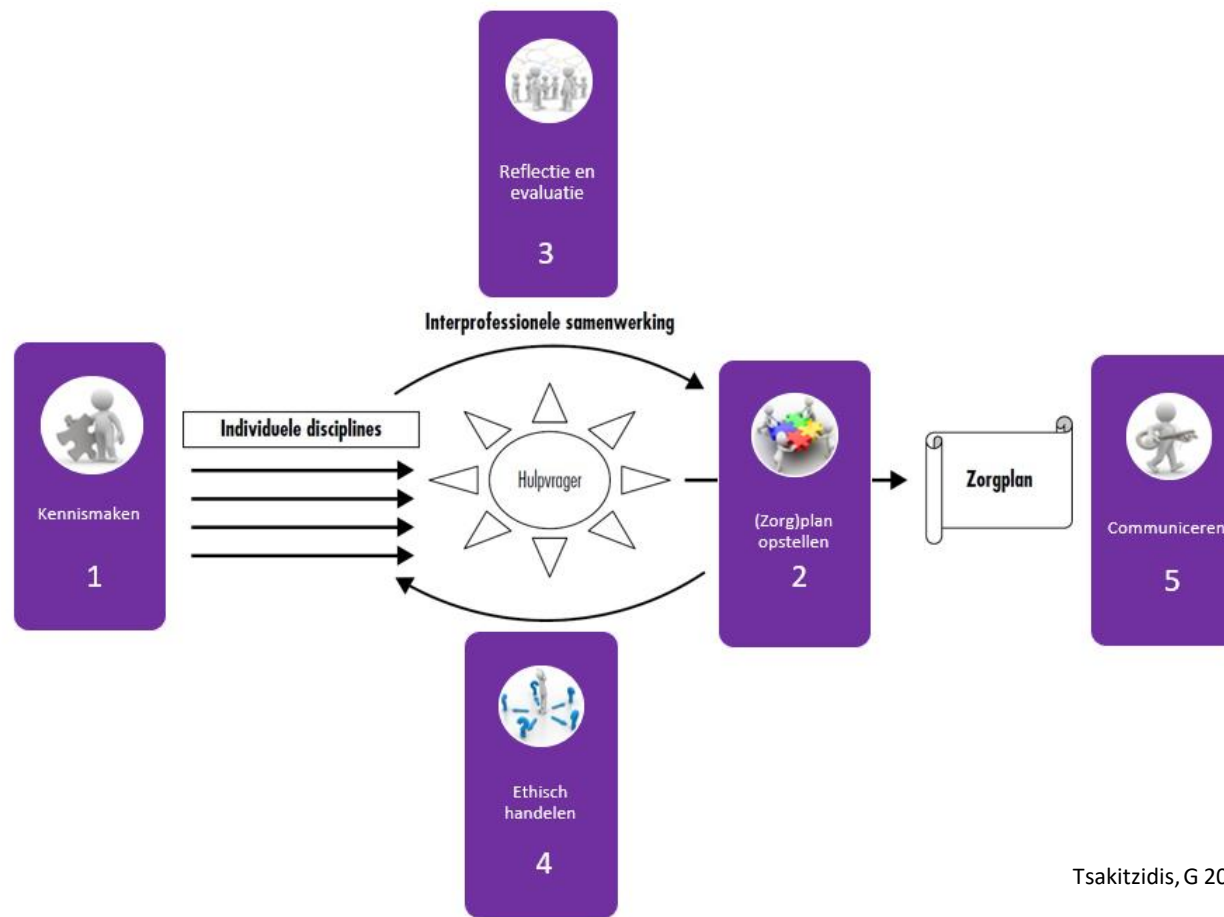 Reflectie en
evaluatie
3
Interprofessionele samenwerking
Kennismaken
1
Individuele disciplines
Hulpvrager
(Zorg)plan
opstellen
2
Zorgplan
Communiceren
5
Ethisch
handelen
4
Tsakitzidis, G 20